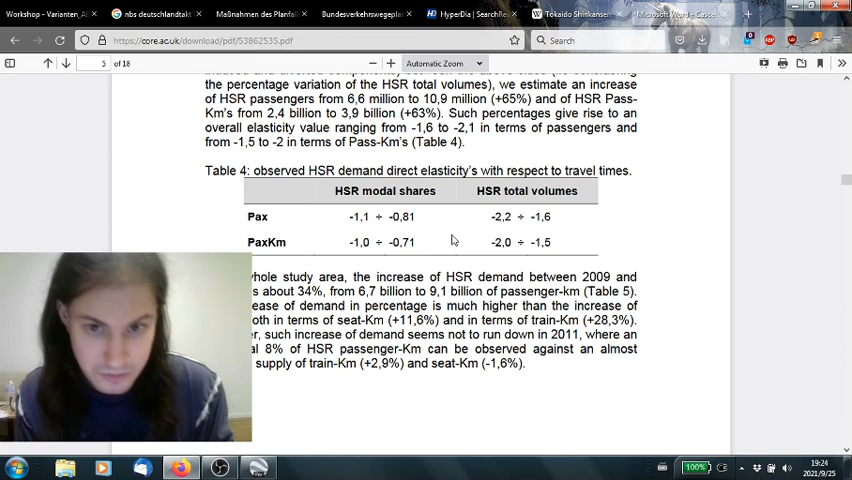 Workshop - Varianten_A
nbs deutschlandtakt
Maßnahmen des Planfall
Bundesverkehrswegeplan
HyperDia | SearchRe
Tōkaidō Shinkansen
Microsoft Word - Cascet
https://core.ac.uk/download/pdf/53862535.pdf
Search
5 of 18
Automatic Zoom
the percentage variation of the HSR total volumes), we estimate an increase
of HSR passengers from 6,6 million to 10,9 million (+65%) and of HSR Pass-
Km's from 2,4 billion to 3,9 billion (+63%). Such percentages give rise to an
overall elasticity value ranging from -1,6 to -2,1 in terms of passengers and
from -1,5 to -2 in terms of Pass-Km's (Table 4).
Table 4: observed HSR demand direct elasticity's with respect to travel times.
HSR modal shares HSR total volumes
Pax -1,1 ÷ -0,81 -2,2 ÷ -1,6
PaxKm -1,0 ÷ -0,71 -2,0 ÷ -1,5
whole study area, the increase of HSR demand between 2009 and
s about 34%, from 6,7 billion to 9,1 billion of passenger-km (Table 5).
ease of demand in percentage is much higher than the increase of
oth in terms of seat-Km (+11,6%) and in terms of train-Km (+28,3%).
er, such increase of demand seems not to run down in 2011, where an
al 8% of HSR passenger-Km can be observed against an almost
supply of train-Km (+2,9%) and seat-Km (-1,6%).
100%
19:24
2021/9/25